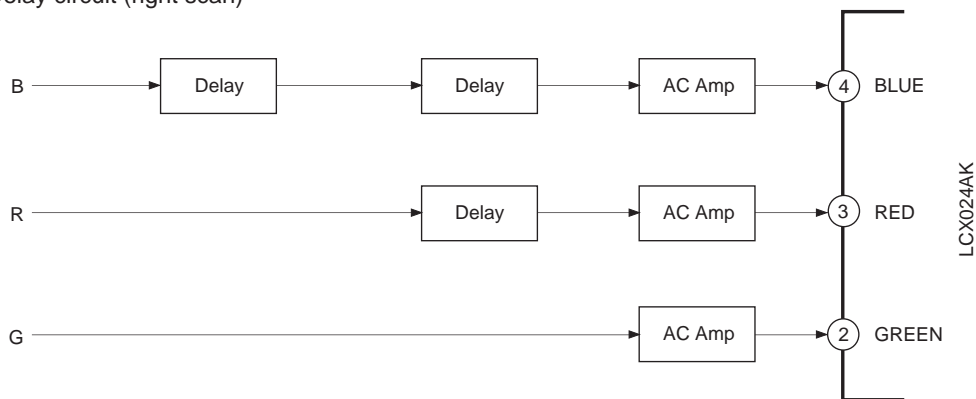 Delay circuit (right scan)
B Delay Delay AC Amp 4 BLUE
R Delay AC Amp 3 RED
G AC Amp 2 GREEN
LCX024AK